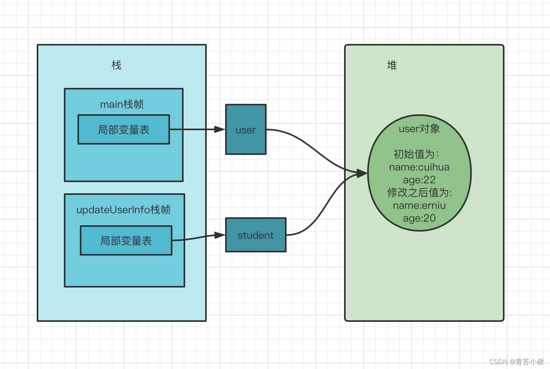 栈
main栈帧
局部变量表
updateUserInfo栈帧
局部变量表
user
student
堆
user对象
初始值为：
name:cuihua
age:22
修改之后值为:
name:erniu
age:20
CSDN @青苔小榭